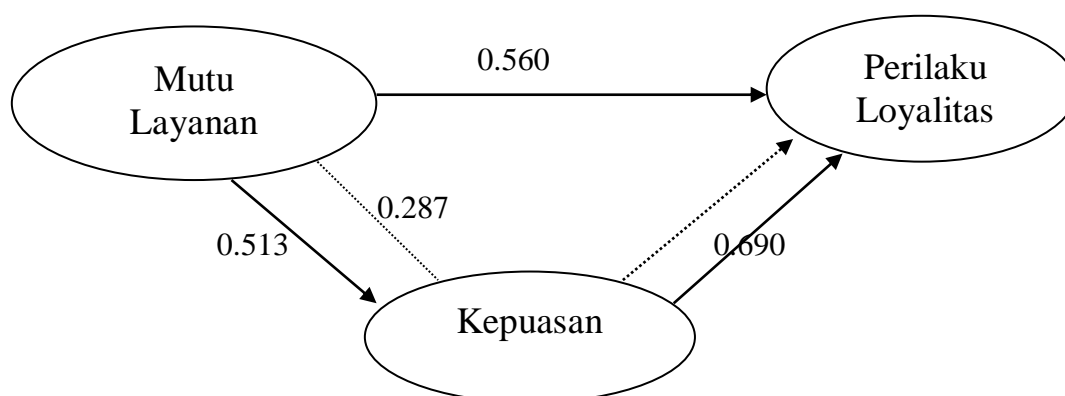 Mutu
Layanan
0.560
Perilaku
Loyalitas
0.287
0.513
0.690
Kepuasan